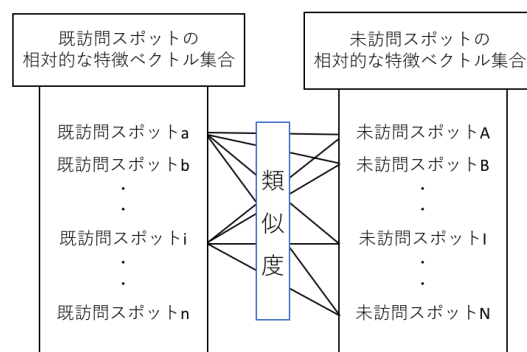 既訪問スポットの
相対的な特徴ベクトル集合
未訪問スポットの
相対的な特徴ベクトル集合
既訪問スポットa
既訪問スポットb
・
・
既訪問スポットi
・
・
既訪問スポットn
類似度
未訪問スポットA
未訪問スポットB
・
・
未訪問スポットI
・
・
未訪問スポットN